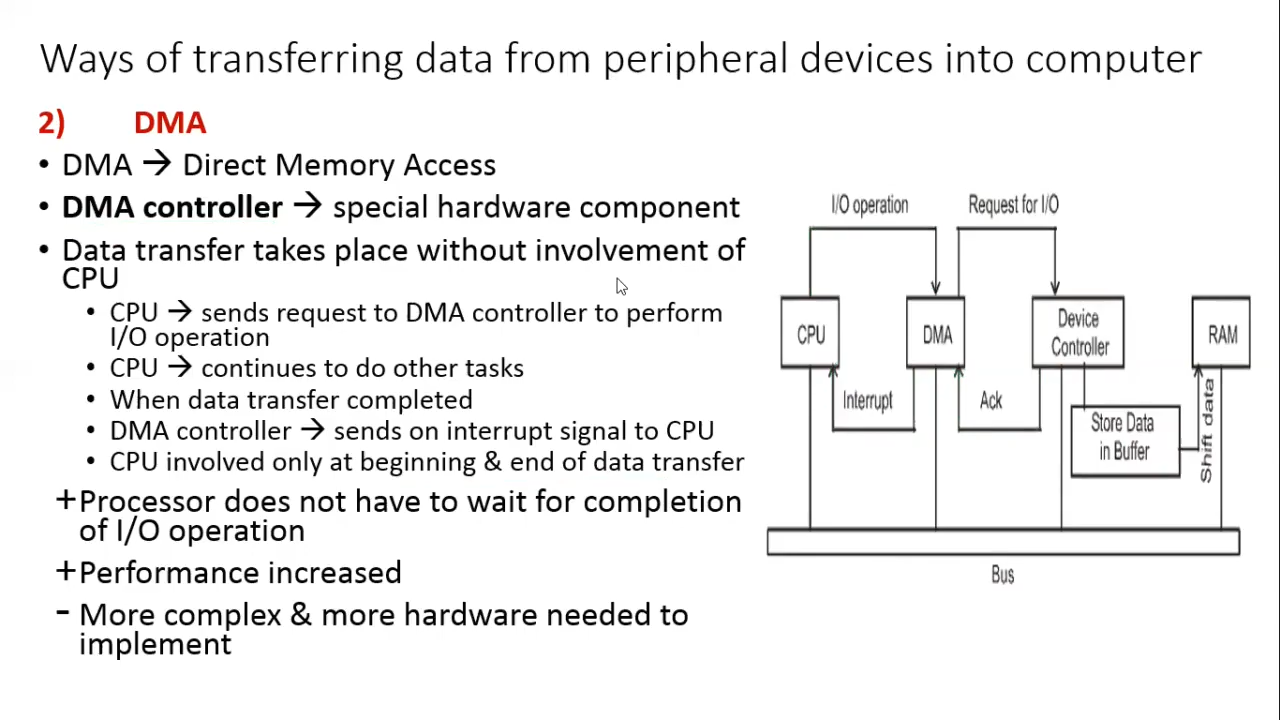 Ways of transferring data from peripheral devices into computer
2) DMA
• DMA → Direct Memory Access
• DMA controller → special hardware component
• Data transfer takes place without involvement of
CPU
• CPU → sends request to DMA controller to perform
I/O operation
• CPU → continues to do other tasks
• When data transfer completed
• DMA controller → sends on interrupt signal to CPU
• CPU involved only at beginning & end of data transfer
+Processor does not have to wait for completion
of I/O operation
+Performance increased
- More complex & more hardware needed to
implement
I/O operation
Request for I/O
CPU
DMA
Device
Controller
RAM
Interrupt
Ack
Store Data
in Buffer
Shift data
Bus